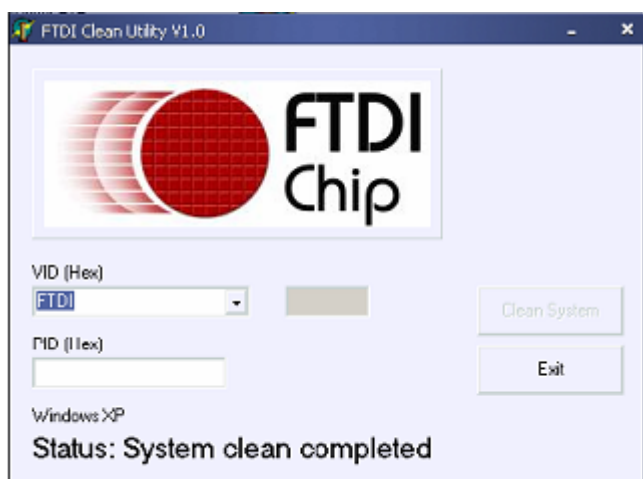 FTDI Clean Utility V1.0
FTDI
Chip
VID (Hex)
FTDI
Clean System
PID (Hex)
Exit
Windows XP
Status: System clean completed